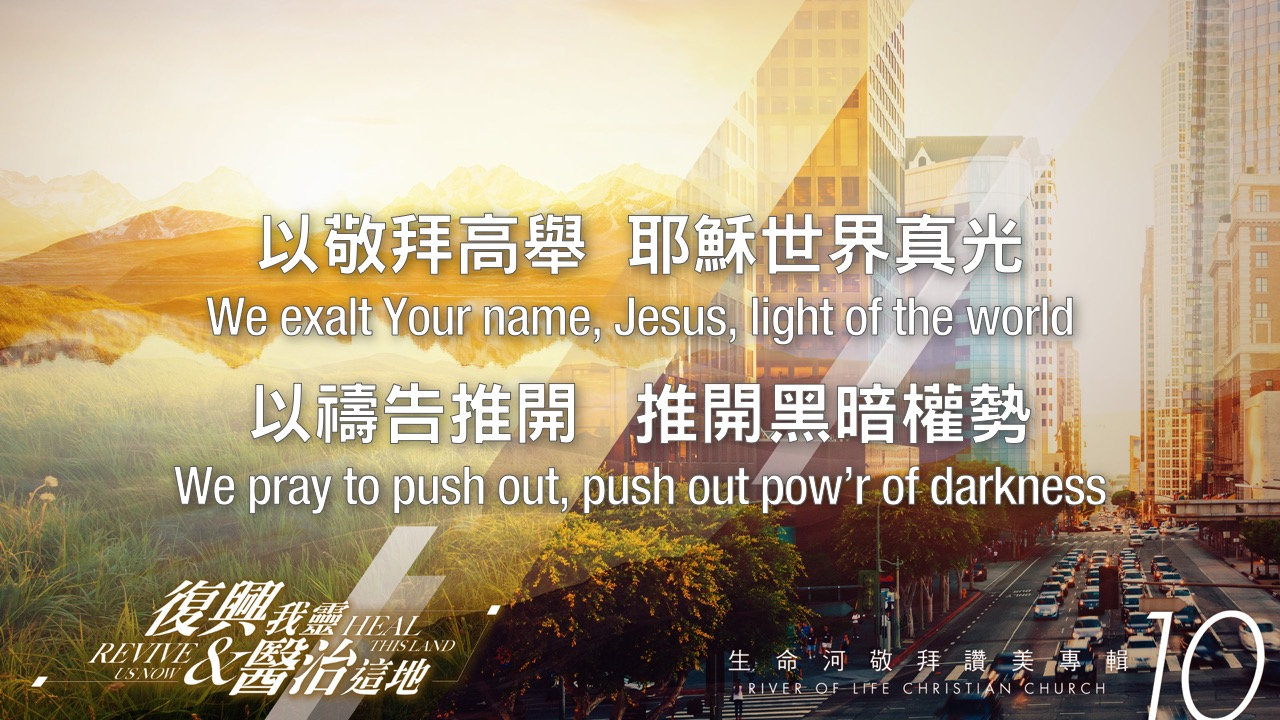 以敬拜高舉 耶穌世界真光
We exalt Your name, Jesus, light of the world
以禱告推開 推開黑暗權勢
We pray to push out, push out pow’r of darkness
復興我靈 HEAL THIS LAND
REVIVE US NOW & 醫治這地
生命河敬拜讚美專輯
RIVER OF LIFE CHRISTIAN CHURCH
10